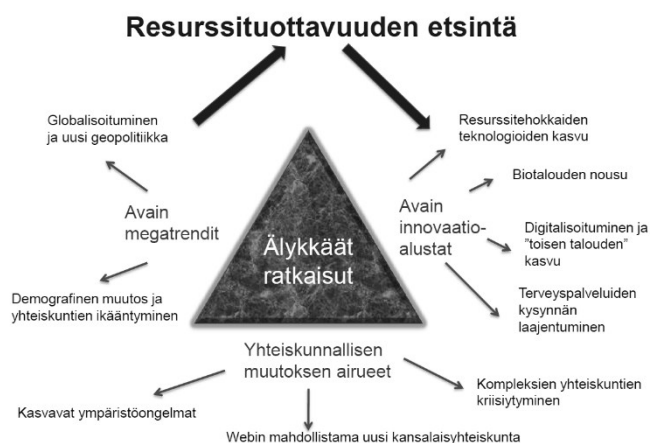 Resurssituottavuuden etsintä
Globalisoituminen
ja uusi geopolitiikka
Avain
megatrendit
Demografinen muutos ja
yhteiskuntien ikääntyminen
Älykkäät
ratkaisut
Avain
innovaatio-
alustat
Resurssitehokkaiden
teknologioiden kasvu
Biotalouden nousu
Digitalisoituminen ja
"toisen talouden"
kasvu
Terveyspalveluiden
kysynnän
laajentuminen
Yhteiskunnallisen
muutoksen airueet
Kasvavat ympäristöongelmat
Webin mahdollistama uusi kansalaisyhteiskunta
Kompleksien yhteiskuntien
kriisiytyminen